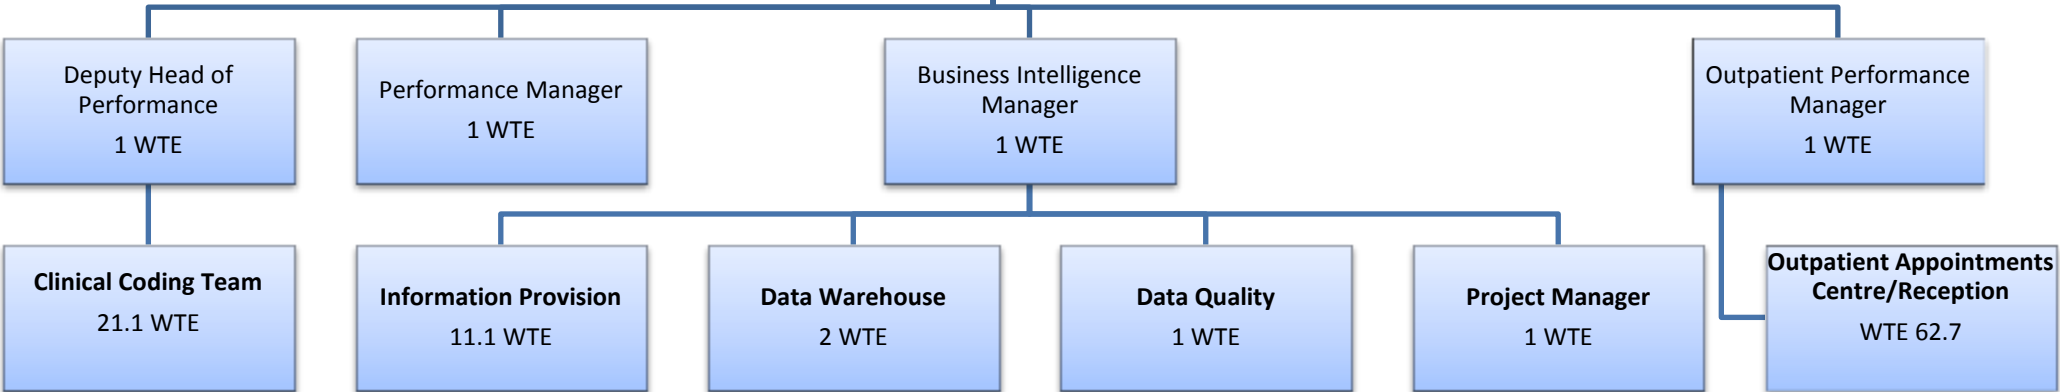 Deputy Head of
Performance
1 WTE
Performance Manager
1 WTE
Business Intelligence
Manager
1 WTE
Outpatient Performance
Manager
1 WTE
Clinical Coding Team
21.1 WTE
Information Provision
11.1 WTE
Data Warehouse
2 WTE
Data Quality
1 WTE
Project Manager
1 WTE
Outpatient Appointments
Centre/Reception
WTE 62.7